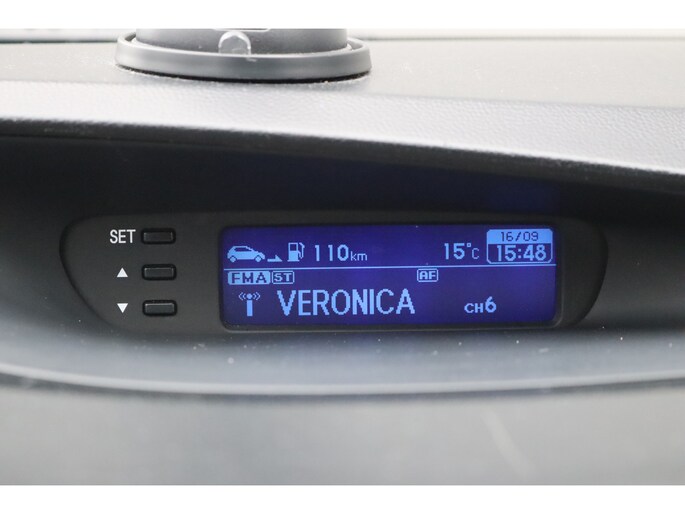 SET
▲
▼
110km 15°C 16/09
15:48
FMA ST AF
VERONICA CH6